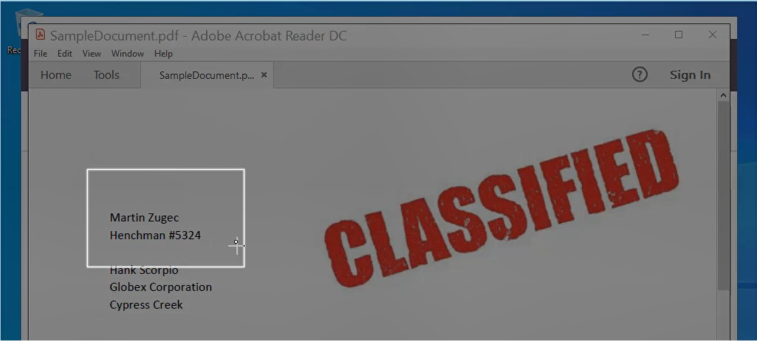 Rec
SampleDocument.pdf - Adobe Acrobat Reader DC
File Edit View Window Help
Home Tools SampleDocument.p... × ? Sign In
CLASSIFIED
Martin Zugec
Henchman #5324
Hank Scorpio
Globex Corporation
Cypress Creek